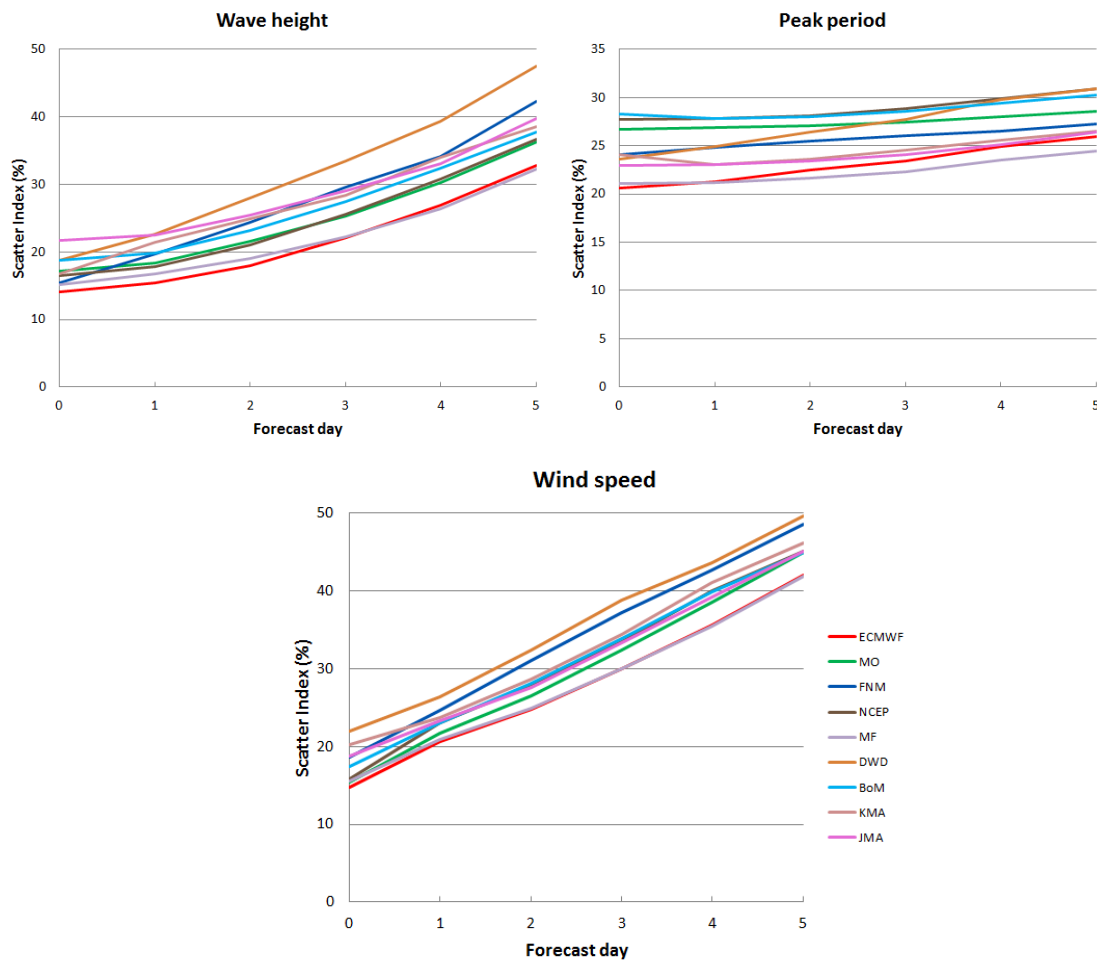 Wave height
Scatter Index (%)
50
40
30
20
10
0
0 1 2 3 4 5
Forecast day
Peak period
Scatter Index (%)
35
30
25
20
15
10
5
0
0 1 2 3 4 5
Forecast day
Wind speed
Scatter Index (%)
50
40
30
20
10
0
0 1 2 3 4 5
Forecast day
ECMWF
MO
FNM
NCEP
MF
DWD
BoM
KMA
JMA